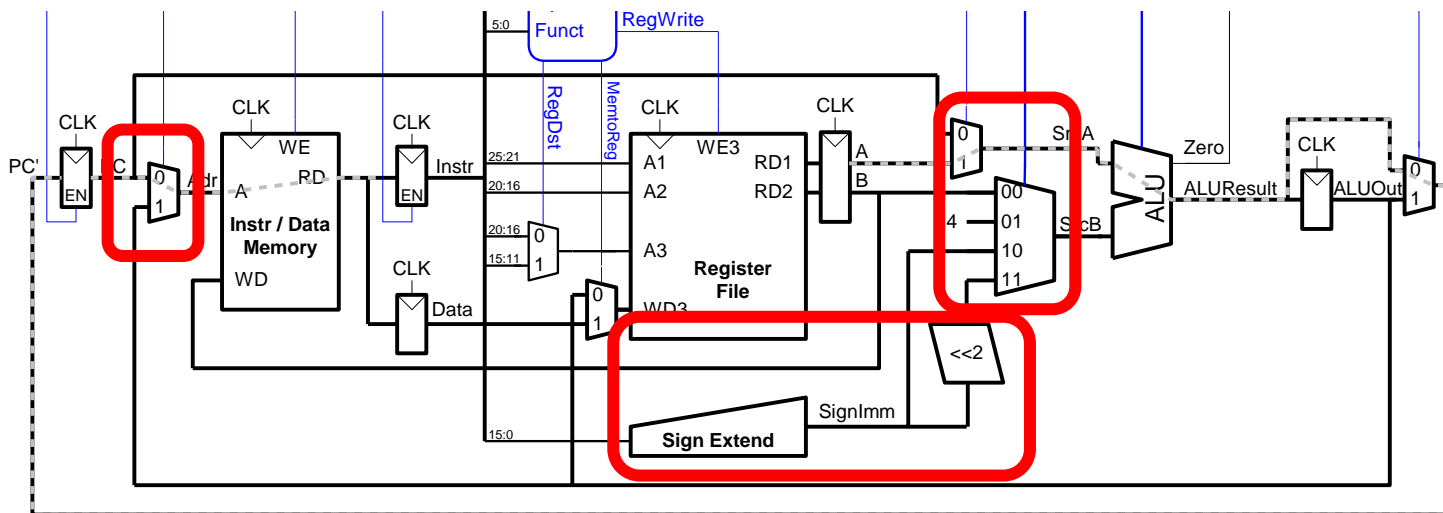 5:0
Funct
RegWrite
RegDst
MemtoReg
CLK
CLK
CLK
CLK
CLK
CLK
PC'
EN
PC
0
1
Adr
WE
A
RD
Instr / Data
Memory
WD
EN
Instr
CLK
Data
25:21
20:16
20:16
15:11
0
1
0
1
A1
A2
A3
WD3
WE3
RD1
RD2
Register
File
A
B
0
1
SrcA
00
4
01
10
11
SrcB
<<2
15:0
Sign Extend
SignImm
ALU
Zero
ALUResult
ALUOut
0
1